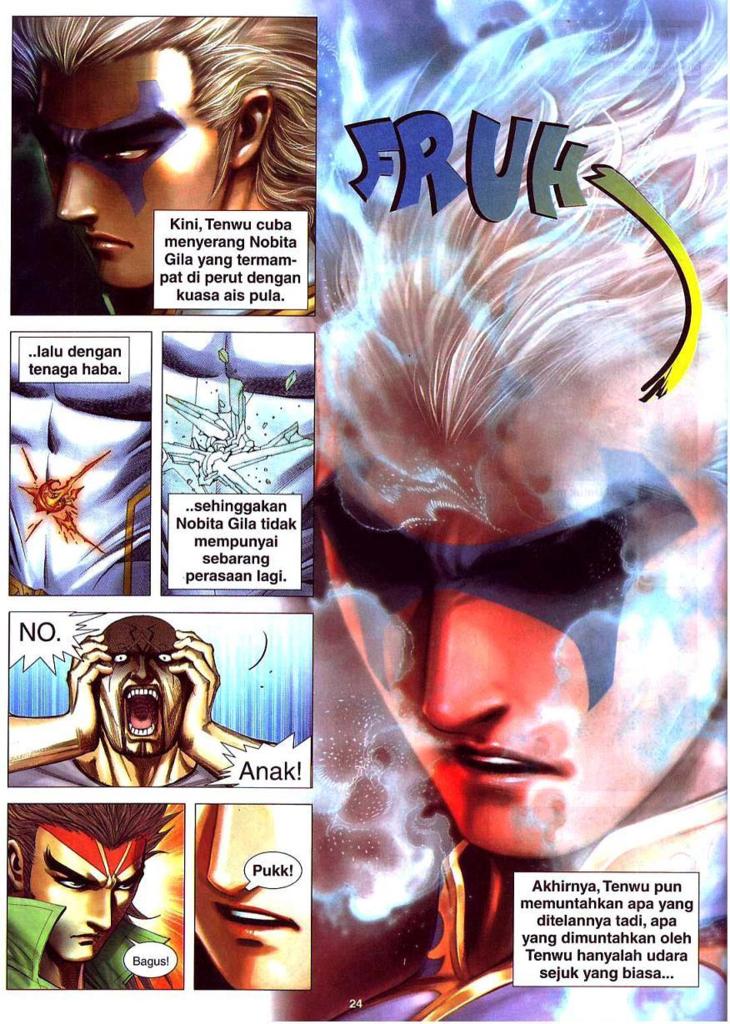 Kini, Tenwu cuba
menyerang Nobita
Gila yang termam-
pat di perut dengan
kuasa ais pula.
FRUH
..lalu dengan
tenaga haba.
..sehinggakan
Nobita Gila tidak
mempunyai
sebarang
perasaan lagi.
NO.
Anak!
Bagus!
Pukk!
Akhirnya, Tenwu pun
memuntahkan apa yang
ditelannya tadi, apa
yang dimuntahkan oleh
Tenwu hanyalah udara
sejuk yang biasa...
24